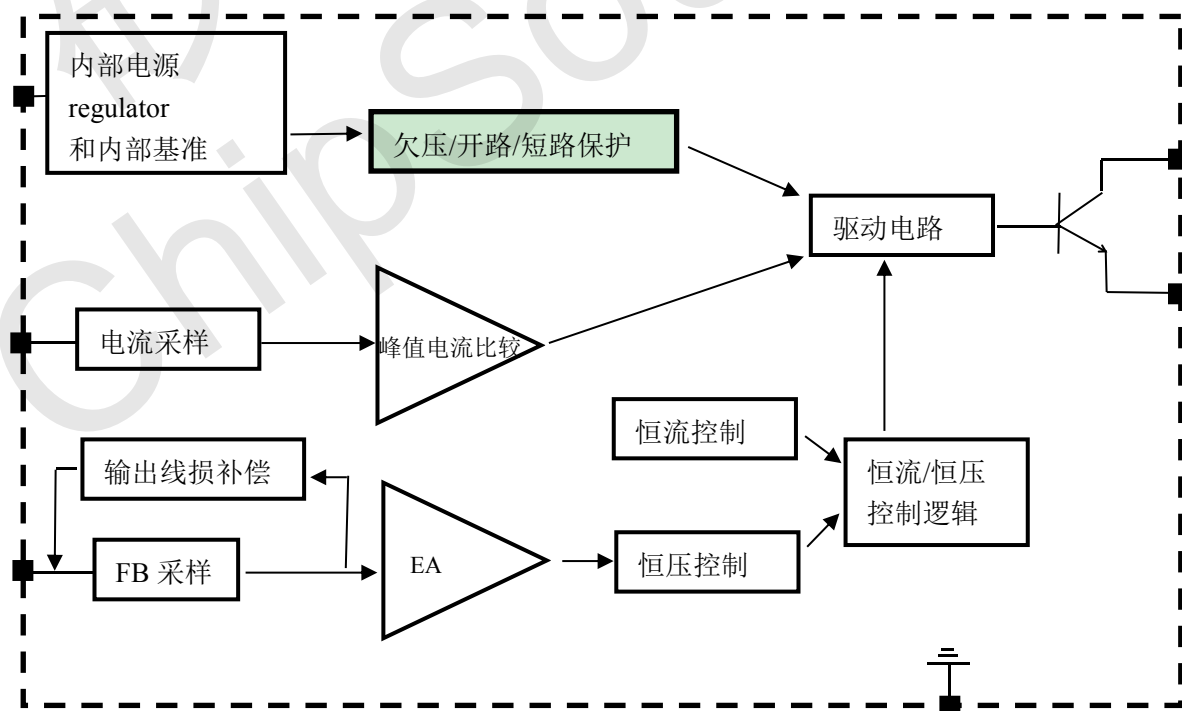 内部电源
regulator
和内部基准
欠压/开路/短路保护
驱动电路
电流采样
峰值电流比较
恒流控制
输出线损补偿
恒流/恒压
控制逻辑
FB 采样
EA
恒压控制